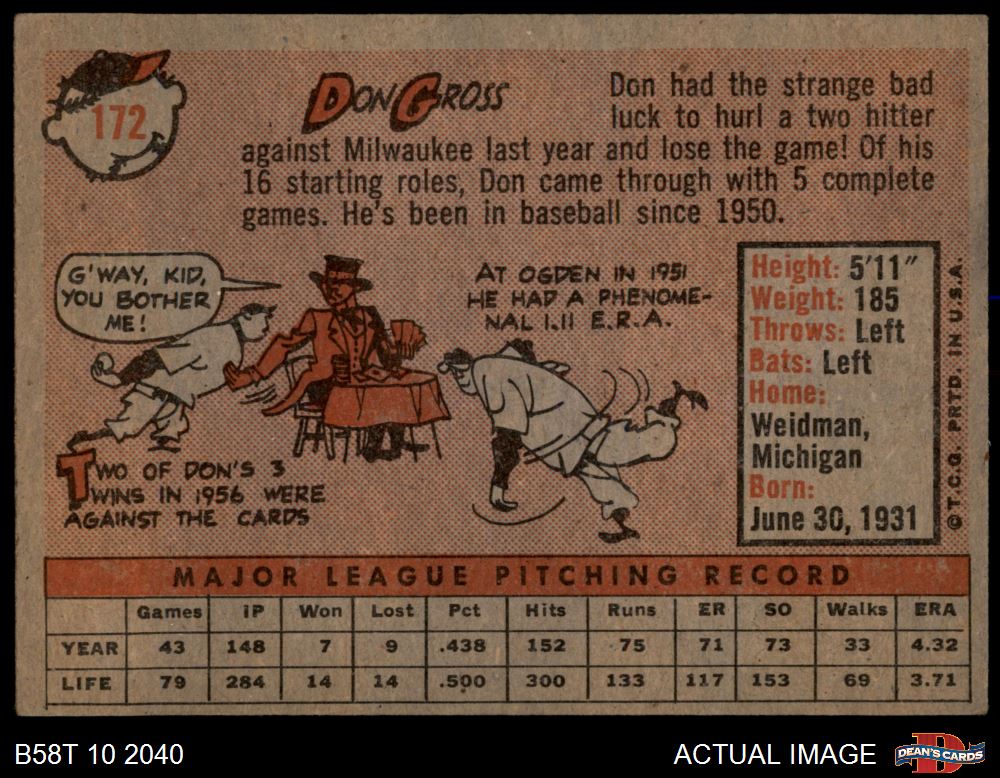 172
DON GROSS
Don had the strange bad
luck to hurl a two hitter
against Milwaukee last year and lose the game! Of his
16 starting roles, Don came through with 5 complete
games. He's been in baseball since 1950.
G'WAY, KID,
YOU BOTHER
ME!
TWO OF DON'S 3
WINS IN 1956 WERE
AGAINST THE CARDS
AT OGDEN IN 1951
HE HAD A PHENOME-
NAL 1.11 E.R.A.
Height: 5'11"
Weight: 185
Throws: Left
Bats: Left
Home:
Weidman,
Michigan
Born:
June 30, 1931
© T.C.G. PRTD. IN U.S.A.
MAJOR LEAGUE PITCHING RECORD
Games IP Won Lost Pct Hits Runs ER SO Walks ERA
YEAR 43 148 7 9 .438 152 75 71 73 33 4.32
LIFE 79 284 14 14 .500 300 133 117 153 69 3.71
B58T 10 2040
ACTUAL IMAGE
D
DEAN'S CARDS